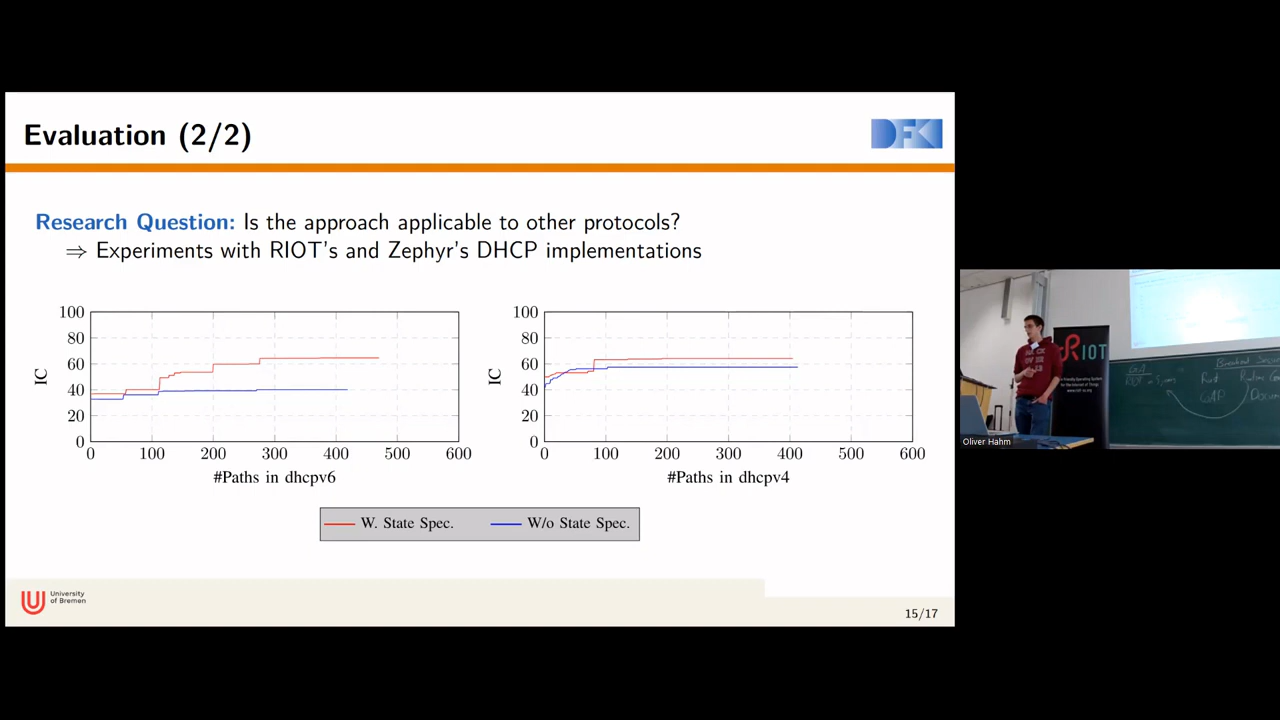 Evaluation (2/2)
DFKI
Research Question: Is the approach applicable to other protocols?
⇒ Experiments with RIOT's and Zephyr's DHCP implementations
100
80
60
40
20
0
IC
0 100 200 300 400 500 600
#Paths in dhcpv6
100
80
60
40
20
0
IC
0 100 200 300 400 500 600
#Paths in dhcpv4
W. State Spec. W/o State Spec.
University
of Bremen
15/17
RIOT
Oliver Hahm